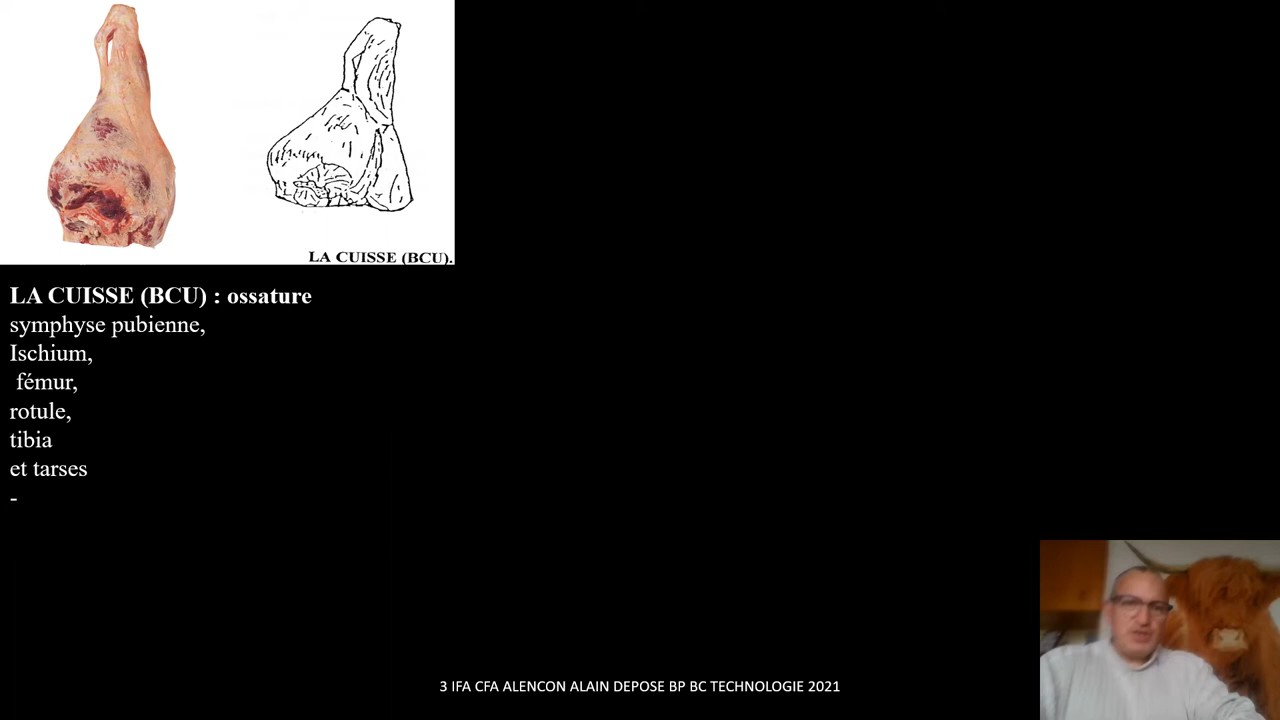 LA CUISSE (BCU).
LA CUISSE (BCU) : ossature
symphyse pubienne,
Ischium,
fémur,
rotule,
tibia
et tarses
-
3 IFA CFA ALENCON ALAIN DEPOSE BP BC TECHNOLOGIE 2021